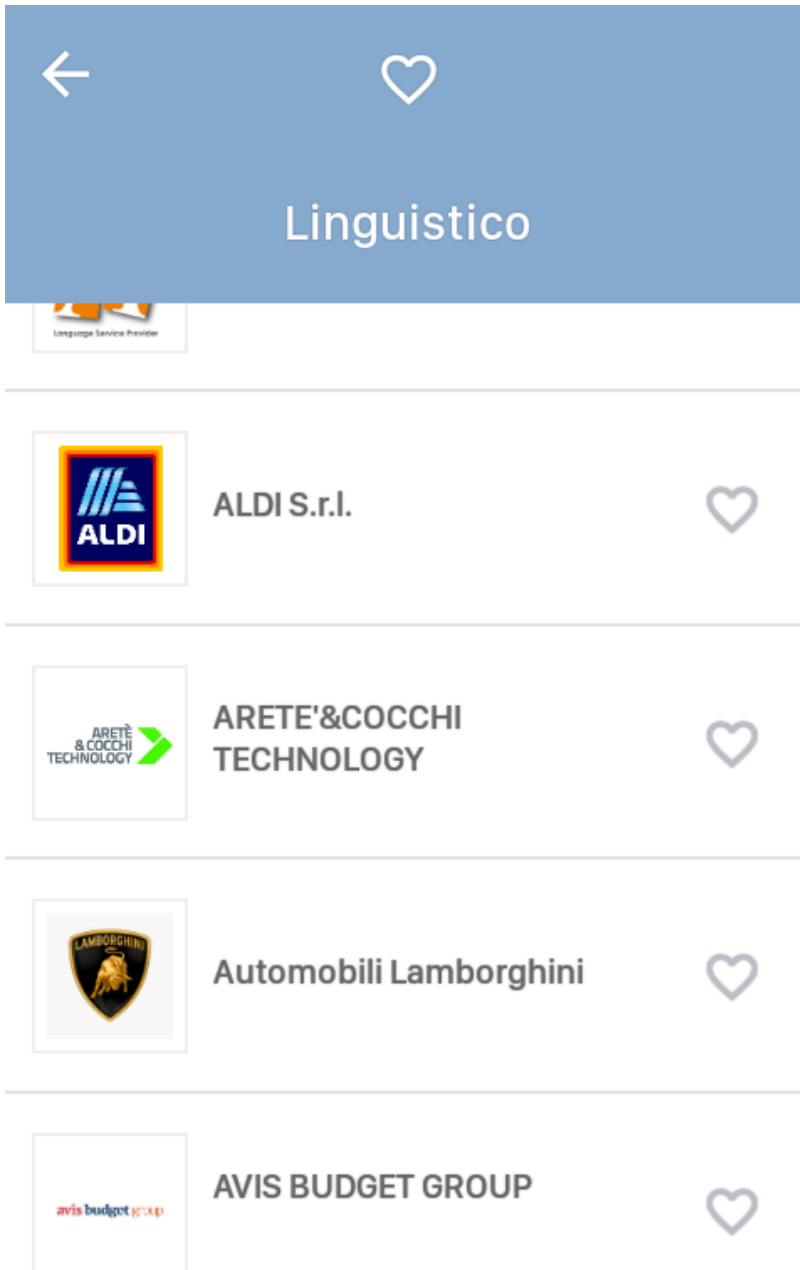 Linguistico
Language Service Provider
ALDI
ALDI S.r.l.
ARETÈ
& COCCHI
TECHNOLOGY
ARETE'&COCCHI
TECHNOLOGY
LAMBORGHINI
Automobili Lamborghini
avis budget group
AVIS BUDGET GROUP